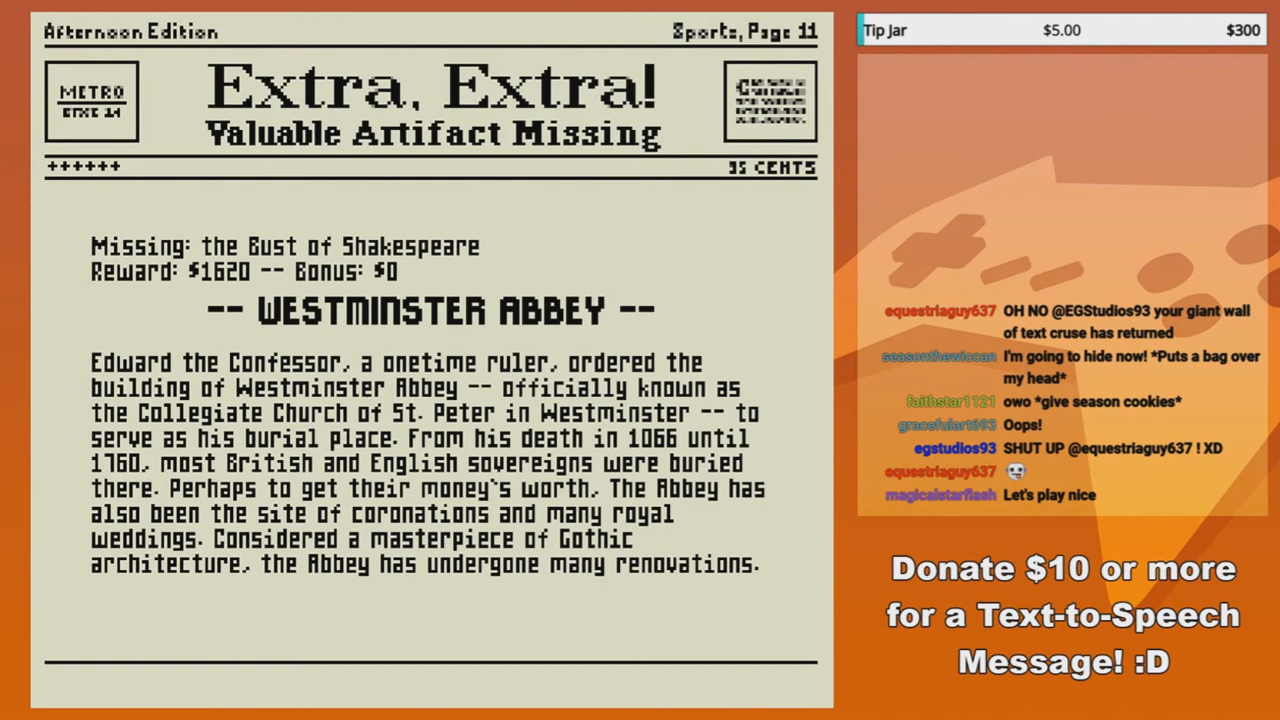 Afternoon Edition
Sports, Page 11
METRO
Extra, Extra!
Valuable Artifact Missing
++++++
35 CENTS
Missing: the Bust of Shakespeare
Reward: $1620 -- Bonus: $0
-- WESTMINSTER ABBEY --
Edward the Confessor, a onetime ruler, ordered the
building of Westminster Abbey -- officially known as
the Collegiate Church of St. Peter in Westminster -- to
serve as his burial place. From his death in 1066 until
1760, most British and English sovereigns were buried
there. Perhaps to get their money's worth, The Abbey has
also been the site of coronations and many royal
weddings. Considered a masterpiece of Gothic
architecture, the Abbey has undergone many renovations.
Tip Jar $5.00 $300
equestriaguy637 OH NO @EGStudios93 your giant wall
of text cruse has returned
seasonthewiccan I'm going to hide now! *Puts a bag over
my head*
faithstar1121 owo *give season cookies*
gracefulart693 Oops!
egstudios93 SHUT UP @equestriaguy637 ! XD
equestriaguy637
magicalstarflash Let's play nice
Donate $10 or more
for a Text-to-Speech
Message! :D